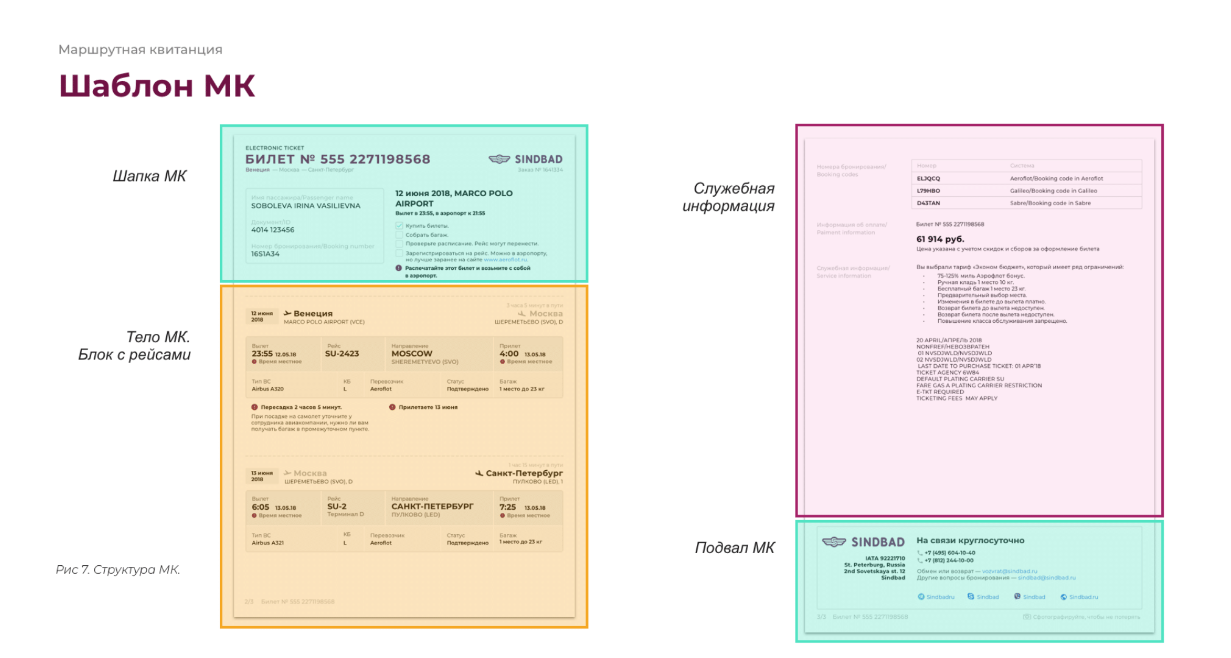 Маршрутная квитанция
Шаблон МК
Шапка МК
ELECTRONIC TICKET
БИЛЕТ № 555 2271198568
Венеция — Москва — Санкт-Петербург
SINDBAD
Заказ № 1641234
Имя пассажира/Passenger name
SOBOLEVA IRINA VASILIEVNA
Документ/ID
4014 123456
Номер бронирования/Booking number
16S1A34
12 июня 2018, MARCO POLO
AIRPORT
Вылет в 23:55, в аэропорт к 21:55
Купить билеты.
Собрать багаж.
Проверьте расписание. Рейс могут перенести.
Зарегистрироваться на рейс. Можно в аэропорту,
но лучше заранее на сайте www.aeroflot.ru
Распечатайте этот билет и возьмите с собой
в аэропорт.
Тело МК.
Блок с рейсами
12 июня
2018
Венеция
MARCO POLO AIRPORT (VCE)
3 часа 5 минут в пути
Москва
ШЕРЕМЕТЬЕВО (SVO), D
Вылет
23:55 12.05.18
Время местное
Рейс
SU-2423
Направление
MOSCOW
SHEREMETYEVO (SVO)
Прилет
4:00 13.05.18
Время местное
Тип ВС
Airbus A320
КБ
L
Перевозчик
Aeroflot
Статус
Подтверждено
Багаж
1 место до 23 кг
Пересадка 2 часов 5 минут.
При посадке на самолет уточните у
сотрудника авиакомпании, нужно ли вам
получать багаж в промежуточном пункте.
Прилетаете 13 июня
13 июня
2018
Москва
ШЕРЕМЕТЬЕВО (SVO), D
1 час 15 минут в пути
Санкт-Петербург
ПУЛКОВО (LED), 1
Вылет
6:05 13.05.18
Время местное
Рейс
SU-2
Терминал D
Направление
САНКТ-ПЕТЕРБУРГ
ПУЛКОВО (LED)
Прилет
7:25 13.05.18
Время местное
Тип ВС
Airbus A321
КБ
L
Перевозчик
Aeroflot
Статус
Подтверждено
Багаж
1 место до 23 кг
2/3 Билет № 555 2271198568
Рис 7. Структура МК.
Служебная
информация
Номера бронирования/
Booking codes
Номер Система
ELJQCQ Aeroflot/Booking code in Aeroflot
L79HBO Galileo/Booking code in Galileo
D43TAN Sabre/Booking code in Sabre
Информация об оплате/
Payment information
Билет № 555 2271198568
61 914 руб.
Цена указана с учетом скидок и сборов за оформление билета
Служебная информация/
Service information
Вы выбрали тариф «Эконом бюджет», который имеет ред ограничений:
- 75-125% миль Аэрофлот бонус.
- Ручная кладь 1 место 10 кг.
- Бесплатный багаж 1 место 23 кг.
- Предварительный выбор места.
- Изменения в билете до вылета платно.
- Возврат билета до вылета недоступен.
- Возврат билета после вылета недоступен.
- Повышение класса обслуживания запрещено.
20 APRIL/АПРЕЛЬ 2018
NONFREF/НЕВОЗВРАТЕН
01 NVSDJWLD/NVSDJWLD
02 NVSDJWLD/NVSDJWLD
LAST DATE TO PURCHASE TICKET: 01 APR'18
TICKET AGENCY 6W84
DEFAULT PLATING CARRIER SU
FARE GAS A PLATING CARRIER RESTRICTION
E-TKT REQUIRED
TICKETING FEES MAY APPLY
Подвал МК
SINDBAD
IATA 92221710
St. Peterburg, Russia
2nd Sovetskaya st. 12
Sindbad
На связи круглосуточно
+7 (495) 604-10-40
+7 (812) 244-10-00
Обмен или возврат — vozvrat@sindbad.ru
Другие вопросы бронирования — sindbad@sindbad.ru
Sindbadru Sindbad Sindbad Sindbad.ru
Билет № 555 2271198568
Сфотографируйте, чтобы не потерять